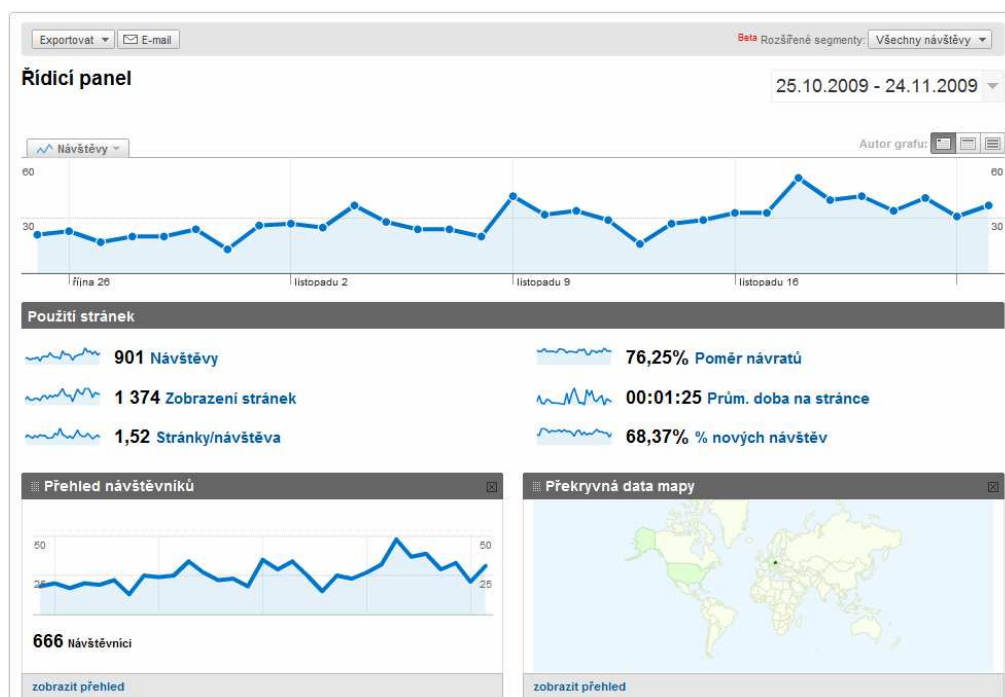 Exportovat E-mail
Beta Rozšířené segmenty: Všechny návštěvy
Řídicí panel
25.10.2009 - 24.11.2009
Návštěvy
Autor grafu:
60 60
30 30
října 26 listopadu 2 listopadu 9 listopadu 16
Použití stránek
901 Návštěvy
76,25% Poměr návratů
1 374 Zobrazení stránek
00:01:25 Prům. doba na stránce
1,52 Stránky/návštěva
68,37% % nových návštěv
Přehled návštěvníků
Překryvná data mapy
50 50
25 25
666 Návštěvníci
zobrazit přehled
zobrazit přehled